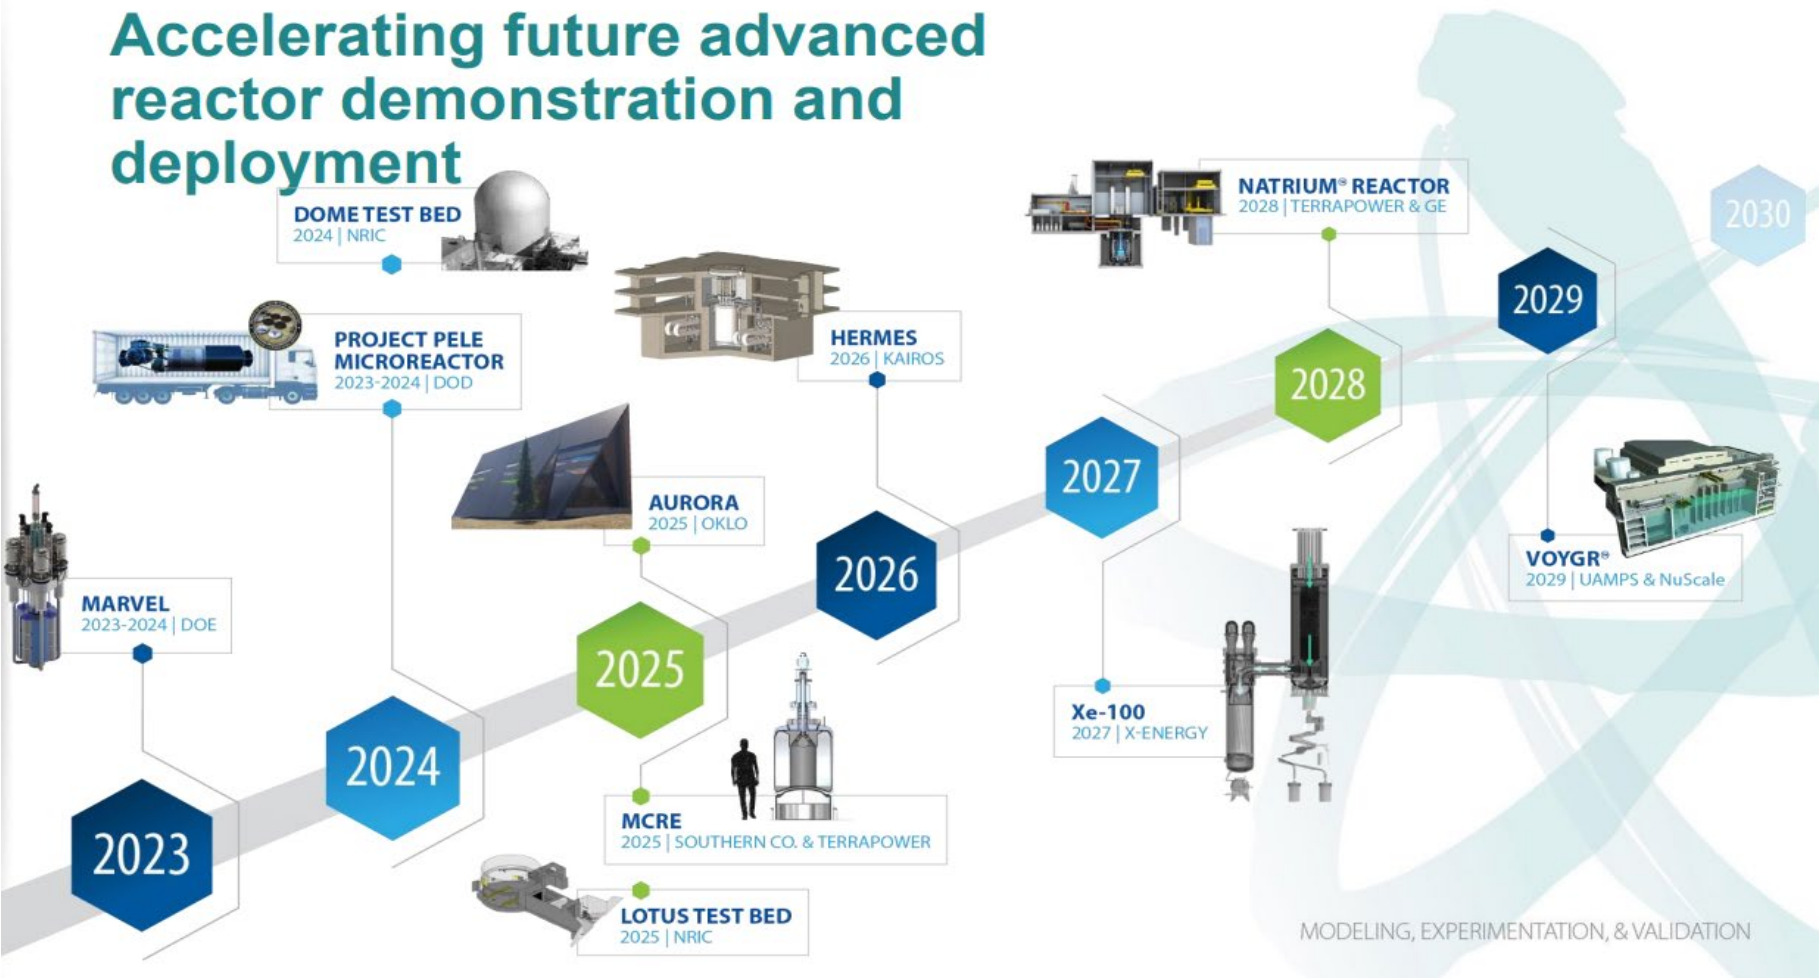 Accelerating future advanced
reactor demonstration and
deployment
DOME TEST BED
2024 | NRIC
PROJECT PELE
MICROREACTOR
2023-2024 | DOD
MARVEL
2023-2024 | DOE
AURORA
2025 | OKLO
HERMES
2026 | KAIROS
NATRIUM® REACTOR
2028 | TERRAPOWER & GE
2023
2024
2025
2026
2027
2028
2029
2030
MCRE
2025 | SOUTHERN CO. & TERRAPOWER
LOTUS TEST BED
2025 | NRIC
Xe-100
2027 | X-ENERGY
VOYGR®
2029 | UAMPS & NuScale
MODELING, EXPERIMENTATION, & VALIDATION